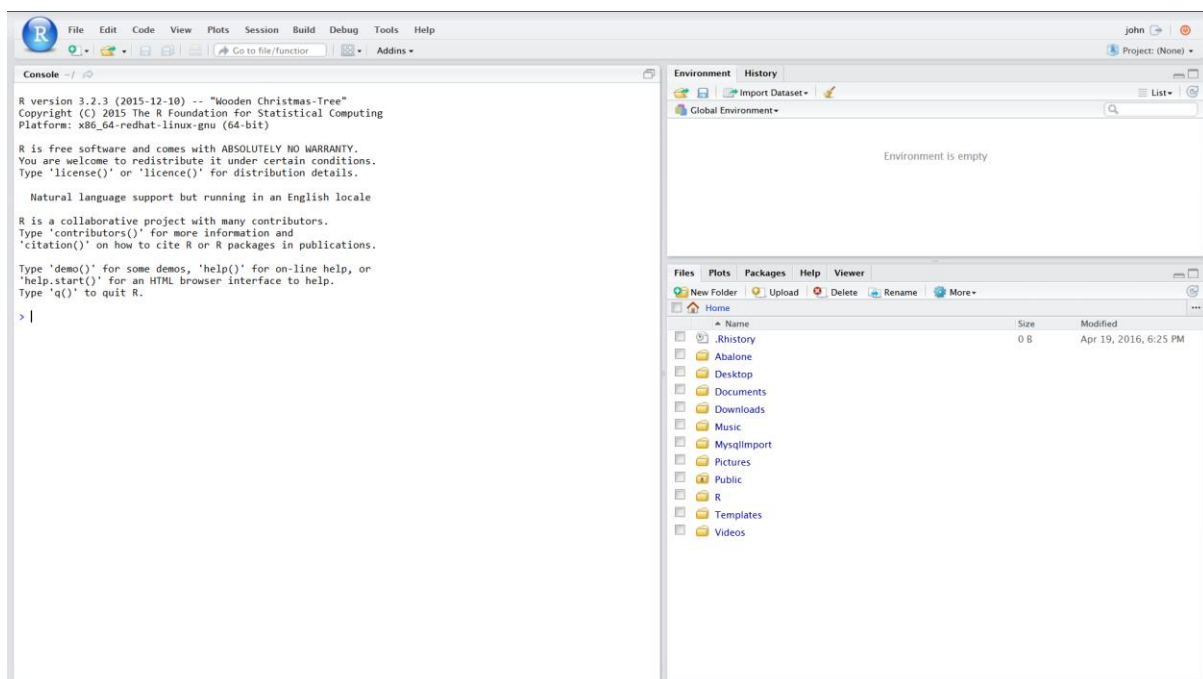 R
File Edit Code View Plots Session Build Debug Tools Help
john
Go to file/function
Addins
Project: (None)
Console ~/
R version 3.2.3 (2015-12-10) -- "Wooden Christmas-Tree"
Copyright (C) 2015 The R Foundation for Statistical Computing
Platform: x86_64-redhat-linux-gnu (64-bit)
R is free software and comes with ABSOLUTELY NO WARRANTY.
You are welcome to redistribute it under certain conditions.
Type 'license()' or 'licence()' for distribution details.
Natural language support but running in an English locale
R is a collaborative project with many contributors.
Type 'contributors()' for more information and
'citation()' on how to cite R or R packages in publications.
Type 'demo()' for some demos, 'help()' for on-line help, or
'help.start()' for an HTML browser interface to help.
Type 'q()' to quit R.
>
Environment History
Import Dataset List
Global Environment
Environment is empty
Files Plots Packages Help Viewer
New Folder Upload Delete Rename More
Home
Name Size Modified
.Rhistory 0 B Apr 19, 2016, 6:25 PM
Abalone
Desktop
Documents
Downloads
Music
MysqlImport
Pictures
Public
R
Templates
Videos